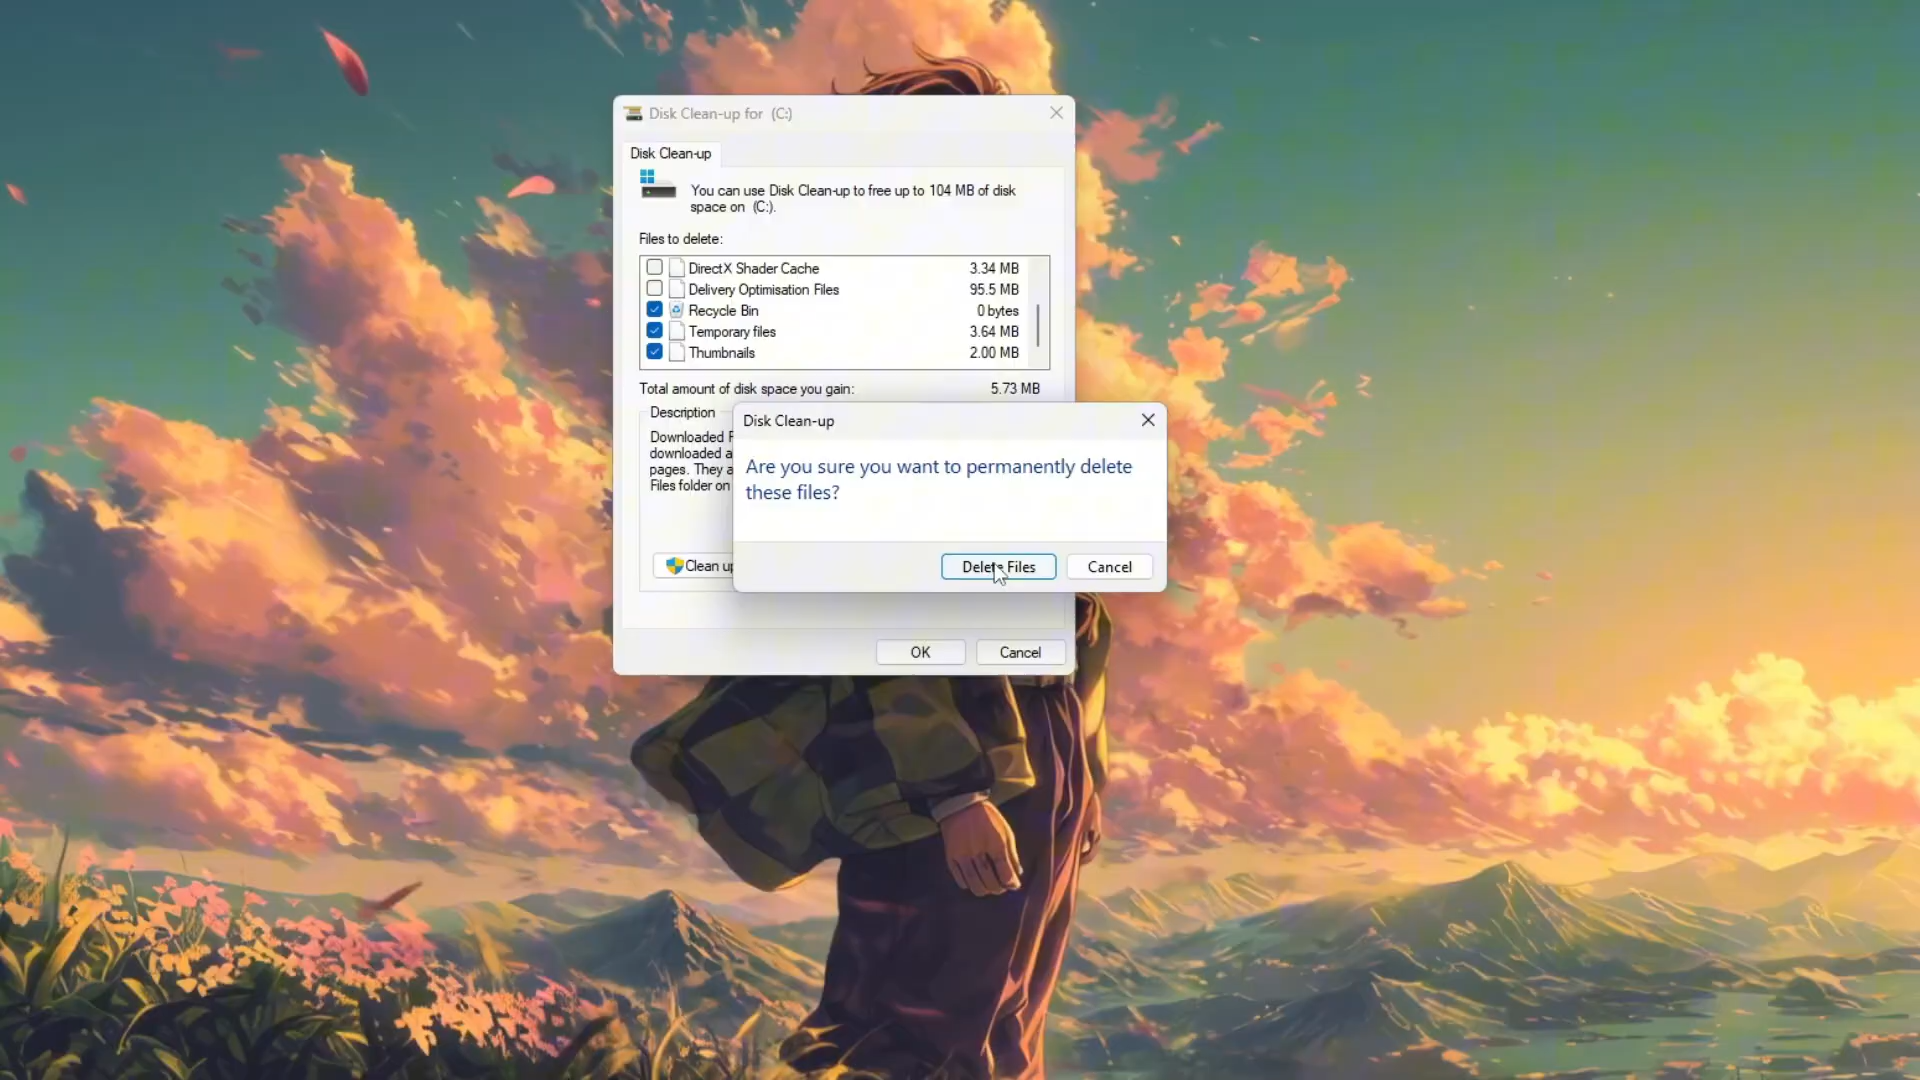 Disk Clean-up for (C:)
Disk Clean-up
You can use Disk Clean-up to free up to 104 MB of disk
space on (C:).
Files to delete:
DirectX Shader Cache 3.34 MB
Delivery Optimisation Files 95.5 MB
Recycle Bin 0 bytes
Temporary files 3.64 MB
Thumbnails 2.00 MB
Total amount of disk space you gain: 5.73 MB
Description
Downloaded
downloaded
pages. They
Files folder on
Clean up
Disk Clean-up
Are you sure you want to permanently delete
these files?
Delete Files
Cancel
OK
Cancel